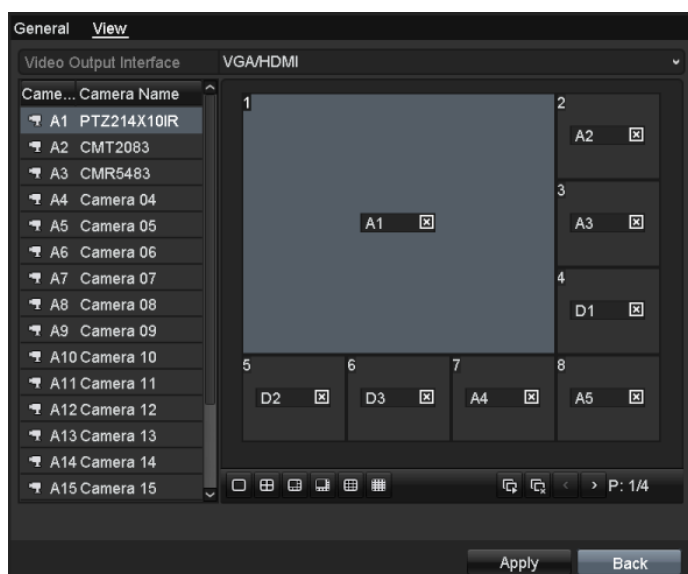 General View
Video Output Interface VGA/HDMI
Came... Camera Name
A1 PTZ214X10IR
A2 CMT2083
A3 CMR5483
A4 Camera 04
A5 Camera 05
A6 Camera 06
A7 Camera 07
A8 Camera 08
A9 Camera 09
A10 Camera 10
A11 Camera 11
A12 Camera 12
A13 Camera 13
A14 Camera 14
A15 Camera 15
1
A1
2
A2
3
A3
4
D1
5
D2
6
D3
7
A4
8
A5
P: 1/4
Apply Back